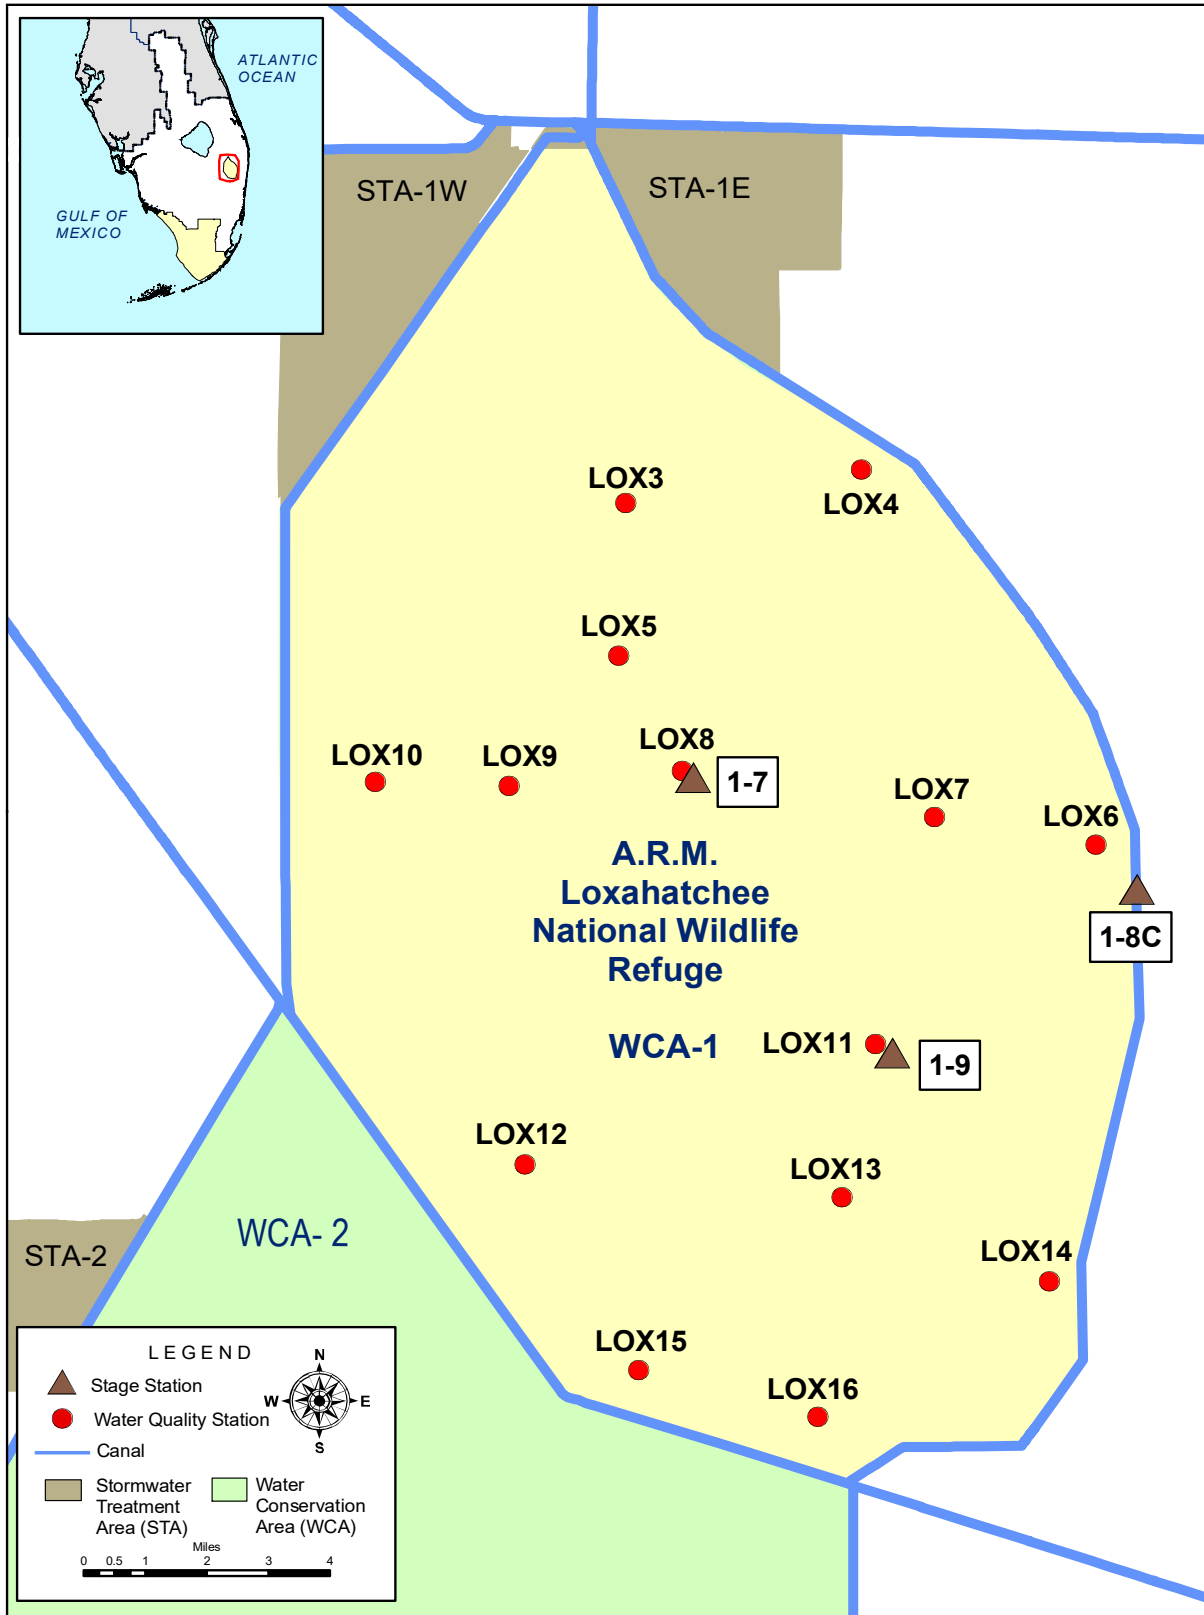 ATLANTIC
OCEAN
GULF OF
MEXICO
STA-1W
STA-1E
LOX3
LOX4
LOX5
LOX8
1-7
LOX10
LOX9
LOX7
LOX6
1-8C
A.R.M.
Loxahatchee
National Wildlife
Refuge
WCA-1
LOX11
1-9
LOX12
LOX13
WCA- 2
STA-2
LOX14
LOX15
LOX16
LEGEND
N
W
E
S
Stage Station
Water Quality Station
Canal
Stormwater
Treatment
Area (STA)
Water
Conservation
Area (WCA)
Miles
0 0.5 1 2 3 4